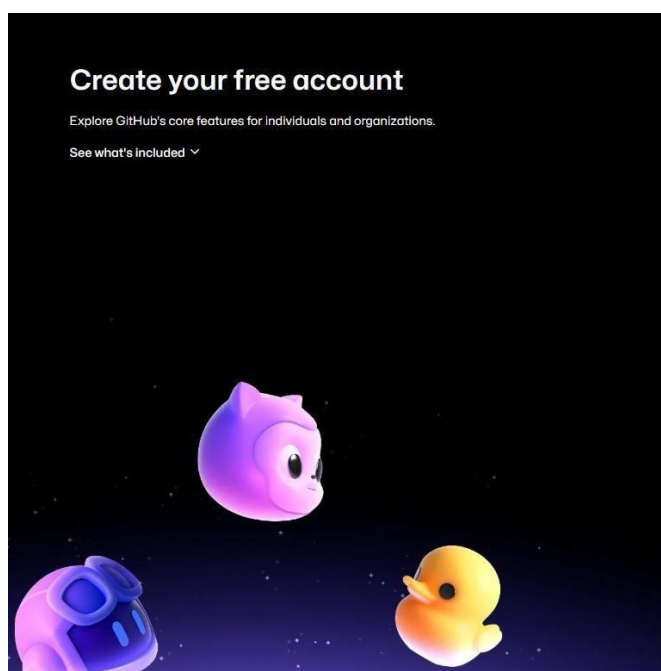 Create your free account
Explore GitHub's core features for individuals and organizations.
See what's included